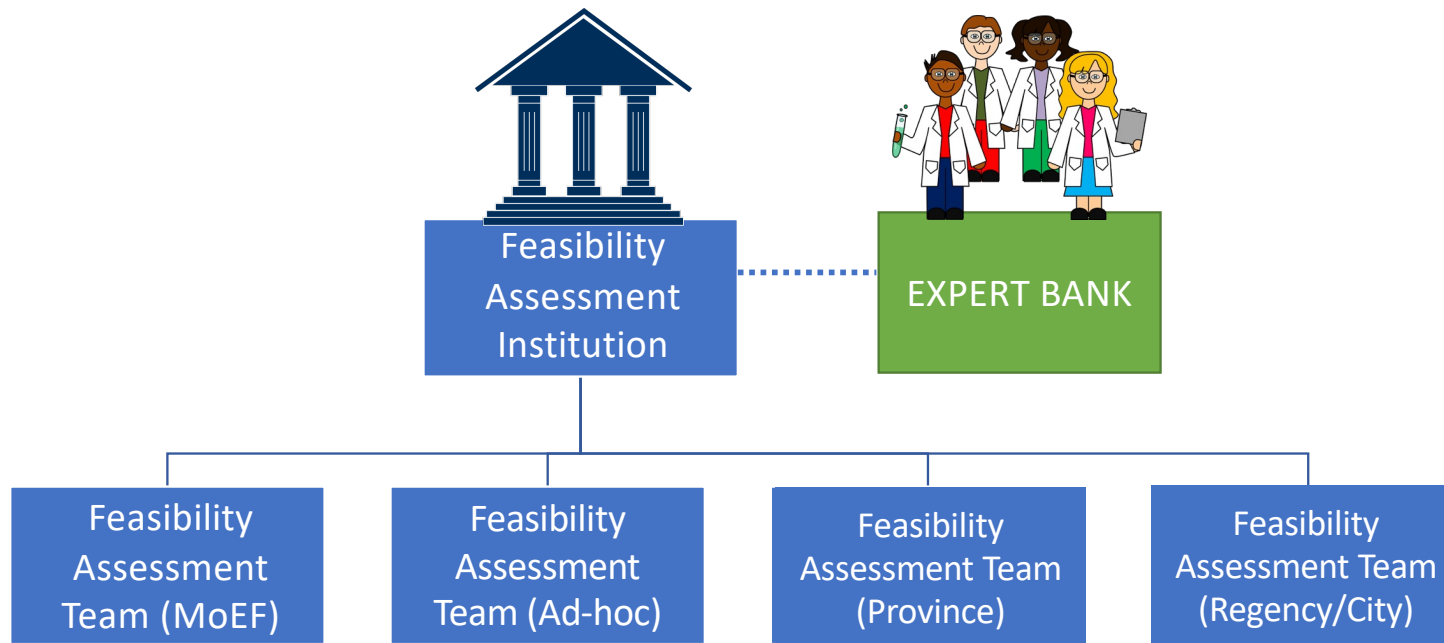 Feasibility
Assessment
Institution
EXPERT BANK
Feasibility
Assessment
Team (MoEF)
Feasibility
Assessment
Team (Ad-hoc)
Feasibility
Assessment Team
(Province)
Feasibility
Assessment Team
(Regency/City)